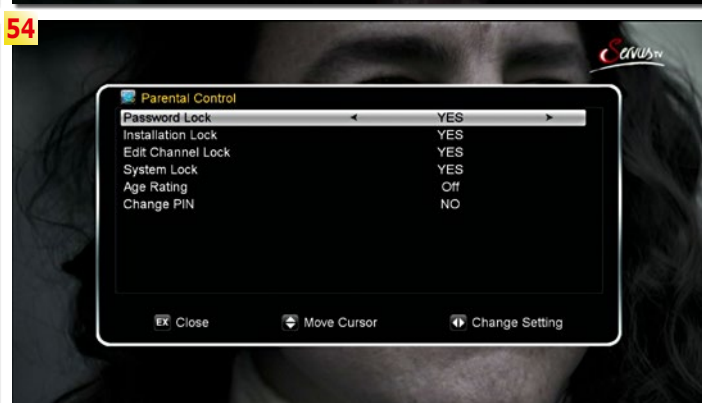 54
ServusTV
Parental Control
Password Lock YES
Installation Lock YES
Edit Channel Lock YES
System Lock YES
Age Rating Off
Change PIN NO
EX Close Move Cursor Change Setting